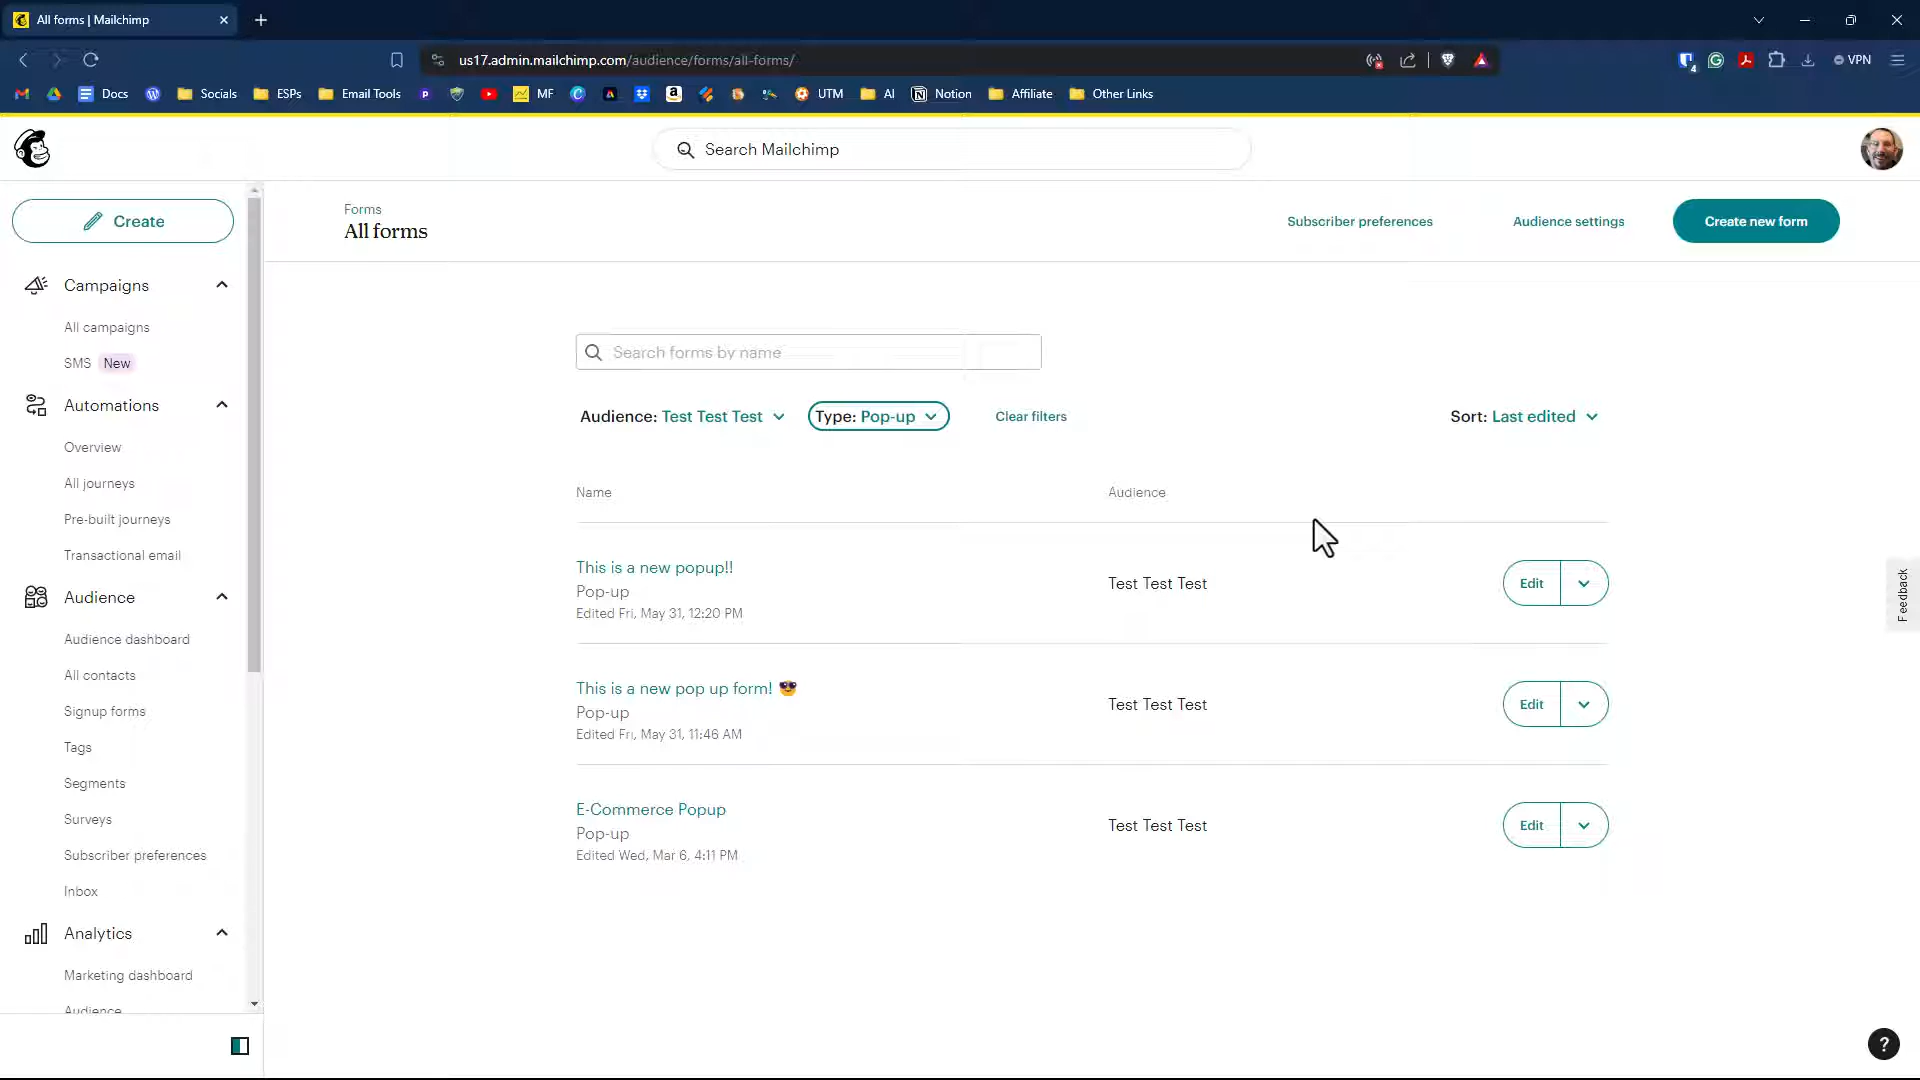 All forms | Mailchimp
us17.admin.mailchimp.com/audience/forms/all-forms/
4
VPN
Docs
Socials
ESPs
Email Tools
MF
UTM
AI
Notion
Affiliate
Other Links
Search Mailchimp
Create
Forms
All forms
Subscriber preferences
Audience settings
Create new form
Campaigns
All campaigns
SMS New
Automations
Overview
All journeys
Pre-built journeys
Transactional email
Audience
Audience dashboard
All contacts
Signup forms
Tags
Segments
Surveys
Subscriber preferences
Inbox
Analytics
Marketing dashboard
Audience
Search forms by name
Audience: Test Test Test
Type: Pop-up
Clear filters
Sort: Last edited
Name
Audience
This is a new popup!!
Pop-up
Edited Fri, May 31, 12:20 PM
Test Test Test
Edit
This is a new pop up form! 😎
Pop-up
Edited Fri, May 31, 11:46 AM
Test Test Test
Edit
E-Commerce Popup
Pop-up
Edited Wed, Mar 6, 4:11 PM
Test Test Test
Edit
Feedback
?